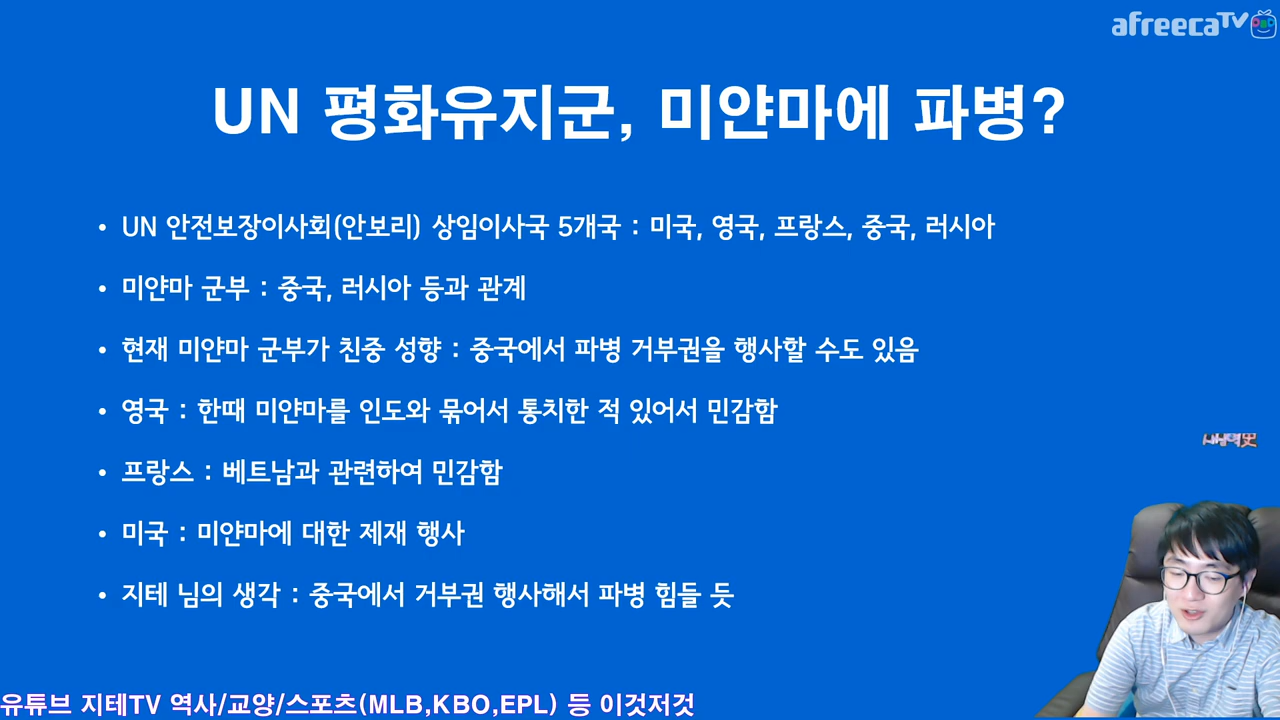 afreecaTV
UN 평화유지군, 미얀마에 파병?
• UN 안전보장이사회(안보리) 상임이사국 5개국 : 미국, 영국, 프랑스, 중국, 러시아
• 미얀마 군부 : 중국, 러시아 등과 관계
• 현재 미얀마 군부가 친중 성향 : 중국에서 파병 거부권을 행사할 수도 있음
• 영국 : 한때 미얀마를 인도와 묶어서 통치한 적 있어서 민감함
• 프랑스 : 베트남과 관련하여 민감함
• 미국 : 미얀마에 대한 제재 행사
• 지테 님의 생각 : 중국에서 거부권 행사해서 파병 힘들 듯
유튜브 지테TV 역사/교양/스포츠(MLB,KBO,EPL) 등 이것저것